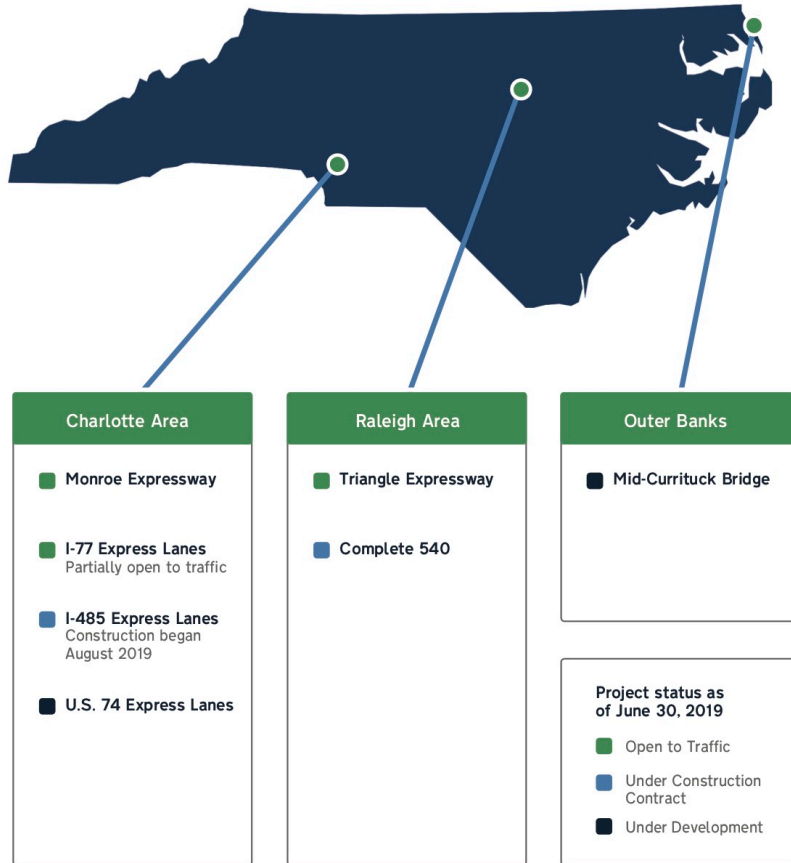 Charlotte Area
Monroe Expressway
I-77 Express Lanes
Partially open to traffic
I-485 Express Lanes
Construction began
August 2019
U.S. 74 Express Lanes
Raleigh Area
Triangle Expressway
Complete 540
Outer Banks
Mid-Currituck Bridge
Project status as
of June 30, 2019
Open to Traffic
Under Construction
Contract
Under Development